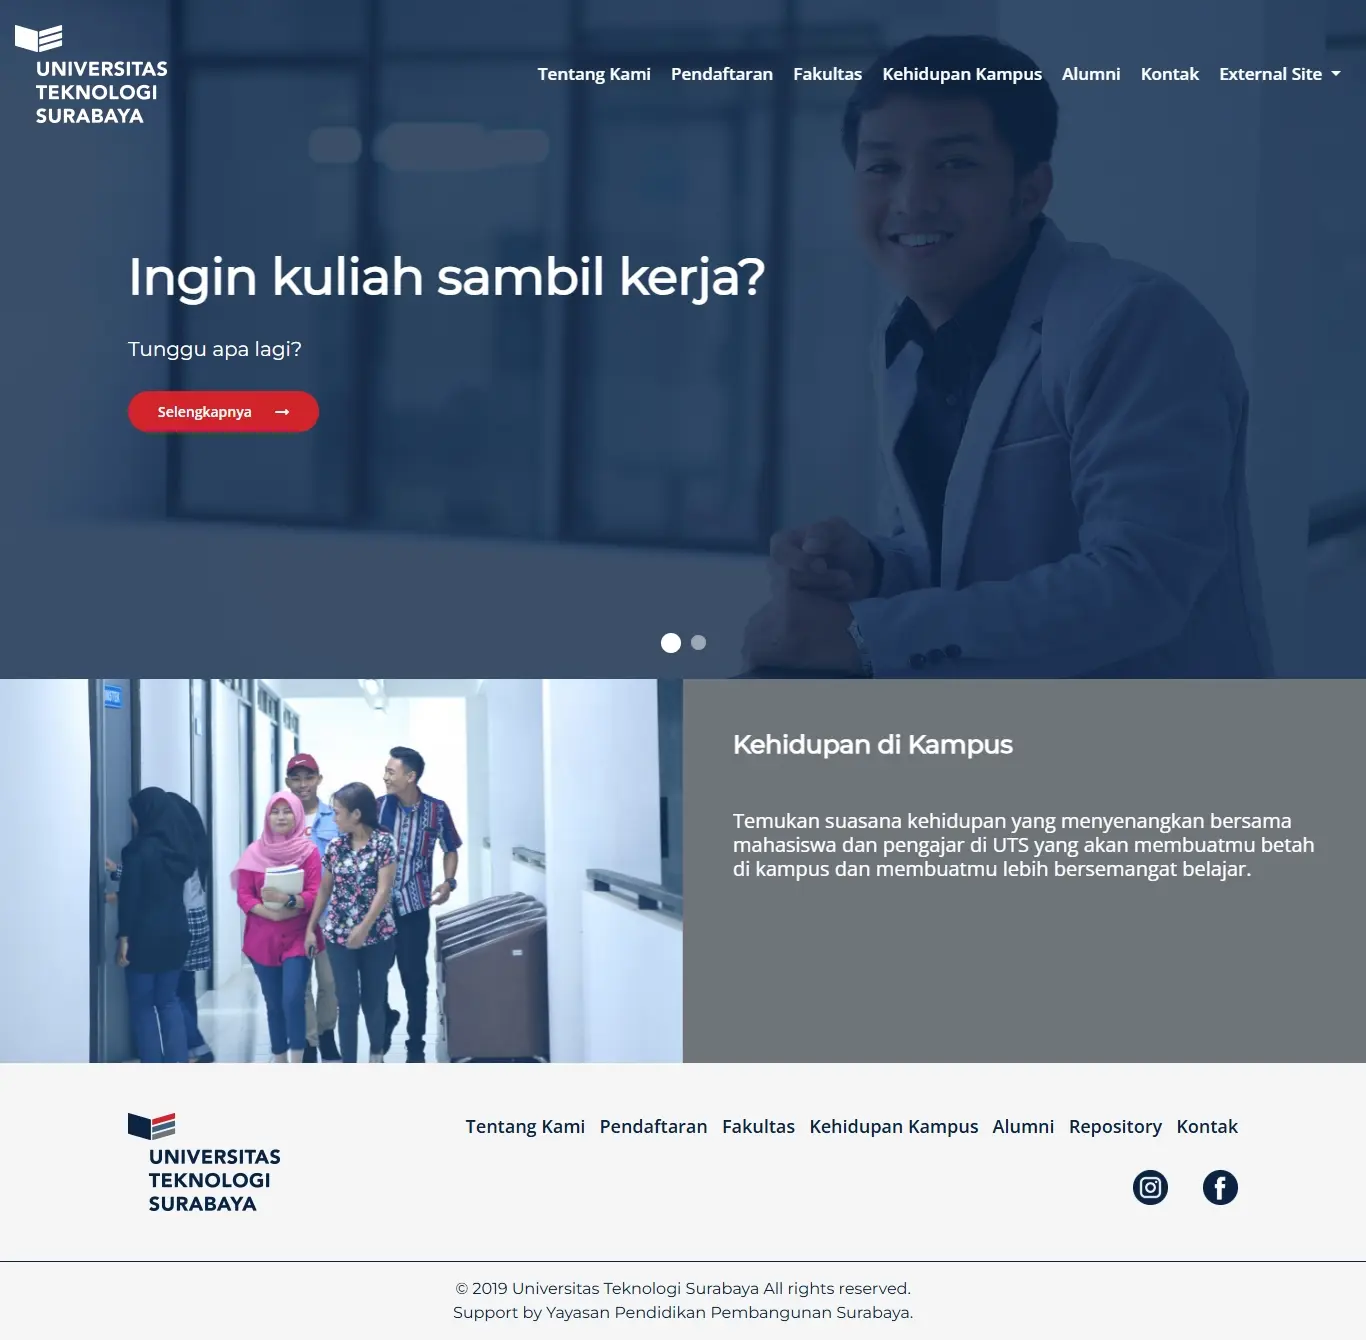 UNIVERSITAS
TEKNOLOGI
SURABAYA
Tentang Kami Pendaftaran Fakultas Kehidupan Kampus Alumni Kontak External Site
Ingin kuliah sambil kerja?
Tunggu apa lagi?
Selengkapnya
Kehidupan di Kampus
Temukan suasana kehidupan yang menyenangkan bersama
mahasiswa dan pengajar di UTS yang akan membuatmu betah
di kampus dan membuatmu lebih bersemangat belajar.
UNIVERSITAS
TEKNOLOGI
SURABAYA
Tentang Kami Pendaftaran Fakultas Kehidupan Kampus Alumni Repository Kontak
© 2019 Universitas Teknologi Surabaya All rights reserved.
Support by Yayasan Pendidikan Pembangunan Surabaya.